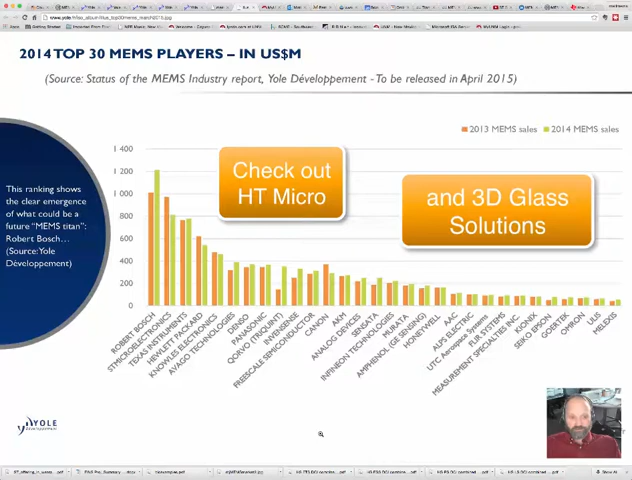 2014 TOP 30 MEMS PLAYERS – IN US$M
(Source: Status of the MEMS Industry report, Yole Développement - To be released in April 2015)
2013 MEMS sales
2014 MEMS sales
This ranking shows
the clear emergence
of what could be a
future "MEMS titan":
Robert Bosch…
(Source: Yole
Développement)
Check out
HT Micro
and 3D Glass
Solutions
1 400
1 200
1 000
800
600
400
200
0
ROBERT BOSCH
STMICROELECTRONICS
TEXAS INSTRUMENTS
HEWLETT PACKARD
KNOWLES ELECTRONICS
AVAGO TECHNOLOGIES
DENSO
PANASONIC
QORVO (TRIQUINT)
INVENSENSE
FREESCALE SEMICONDUCTOR
CANON
AKM
ANALOG DEVICES
SENSATA
INFINEON TECHNOLOGIES
MURATA
AMPHENOL (GE SENSING)
HONEYWELL
AAC
ALPS ELECTRIC
UTC Aerospace Systems
FLIR SYSTEMS
MEASUREMENT SPECIALTIES INC.
KIONIX
SEIKO EPSON
GOERTEK
OMRON
ULIS
MELEXIS
YOLE
Développement
Show All